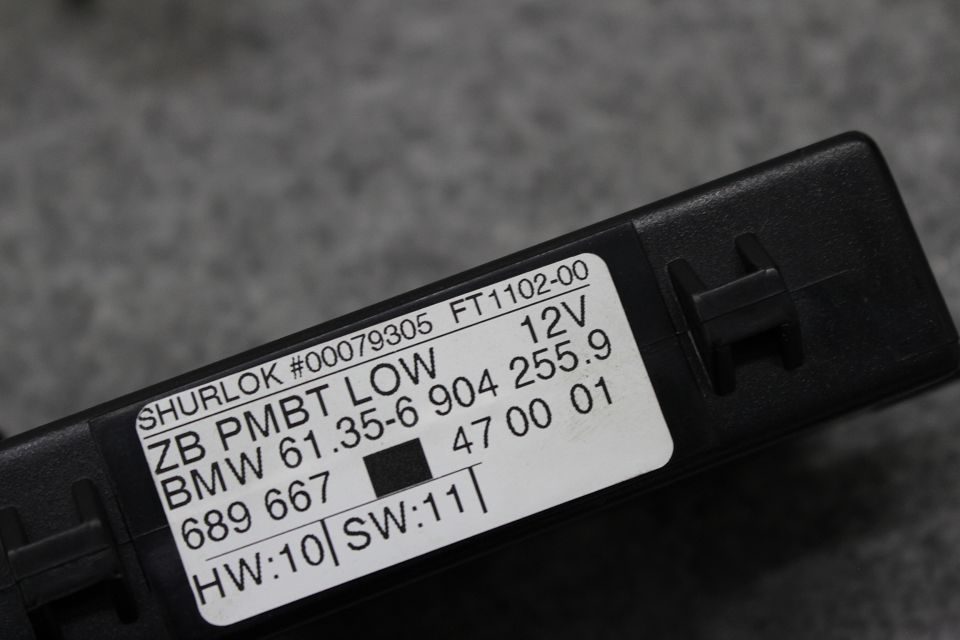 SHURLOK #00079305 FT1102-00
ZB PMBT LOW 12V
BMW 61.35-6 904 255.9
689 667 47 00 01
HW:10|SW:11|